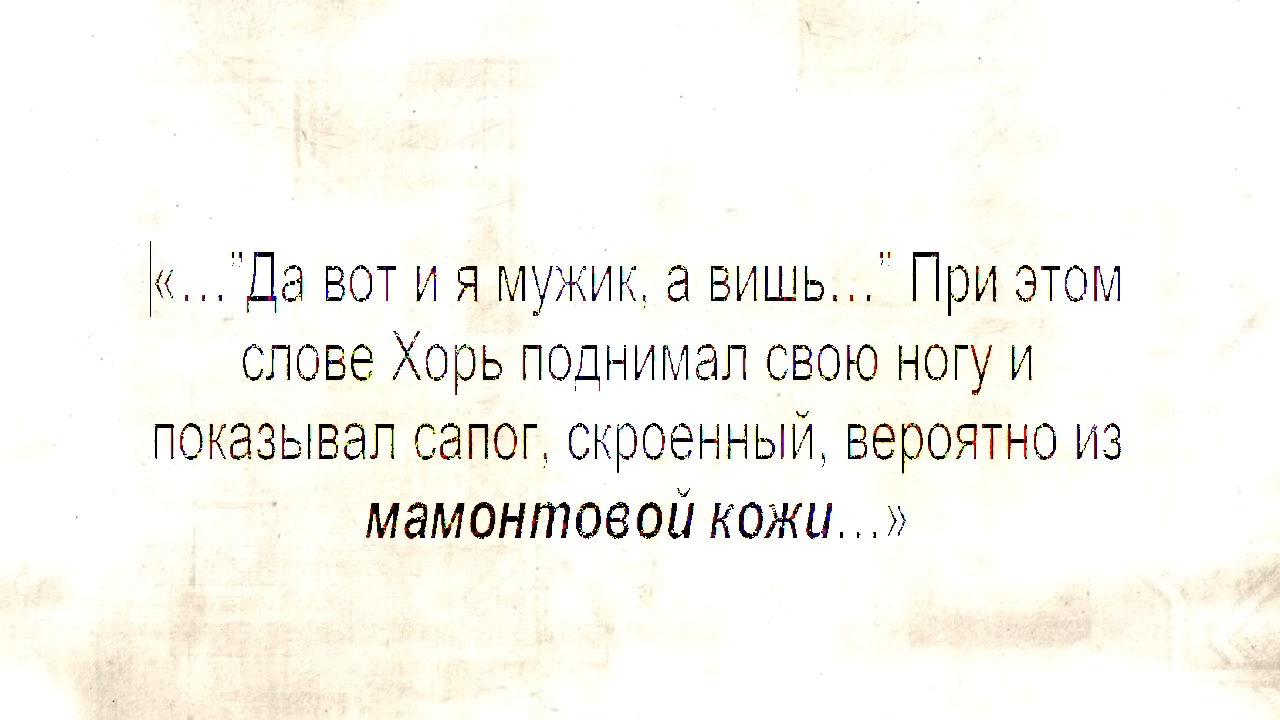 «…"Да вот и я мужик, а вишь…" При этом
слове Хорь поднимал свою ногу и
показывал сапог, скроенный, вероятно из
мамонтовой кожи…»